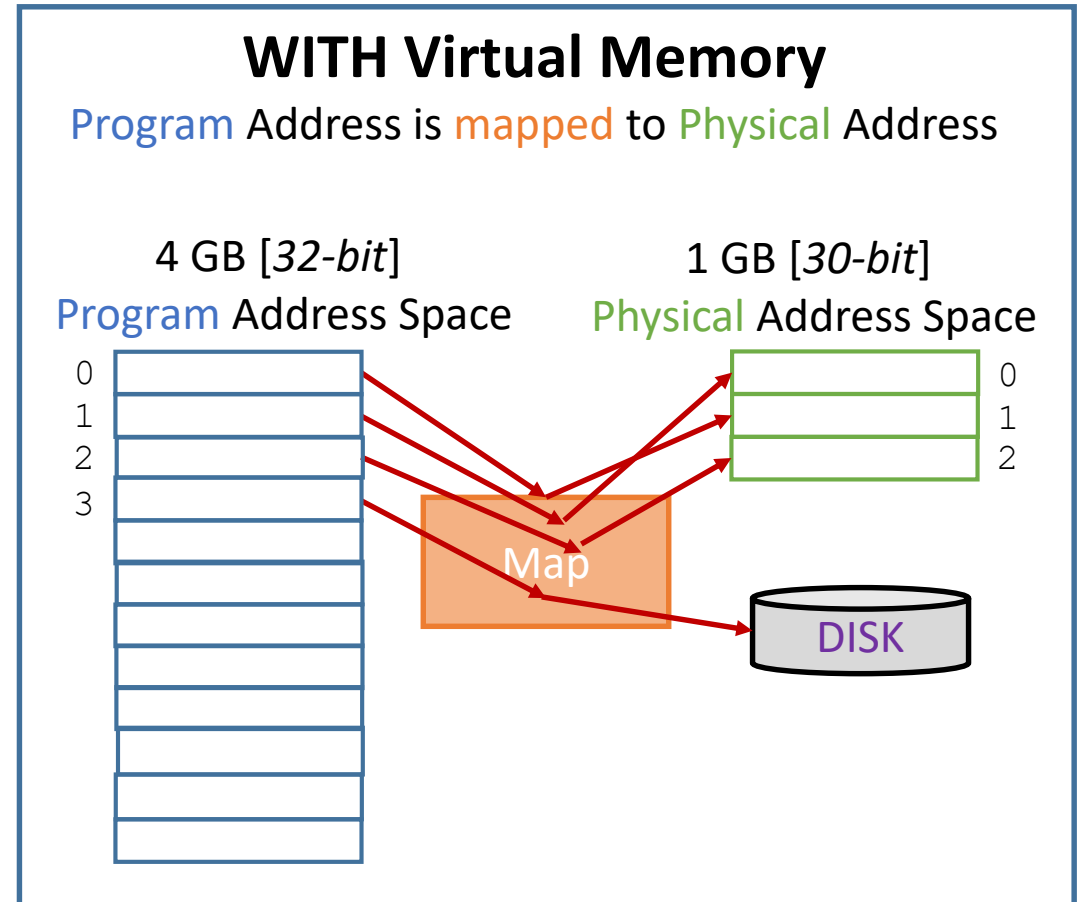 WITH Virtual Memory
Program Address is mapped to Physical Address
4 GB [32-bit]
Program Address Space
1 GB [30-bit]
Physical Address Space
0
1
2
3
0
1
2
Map
DISK